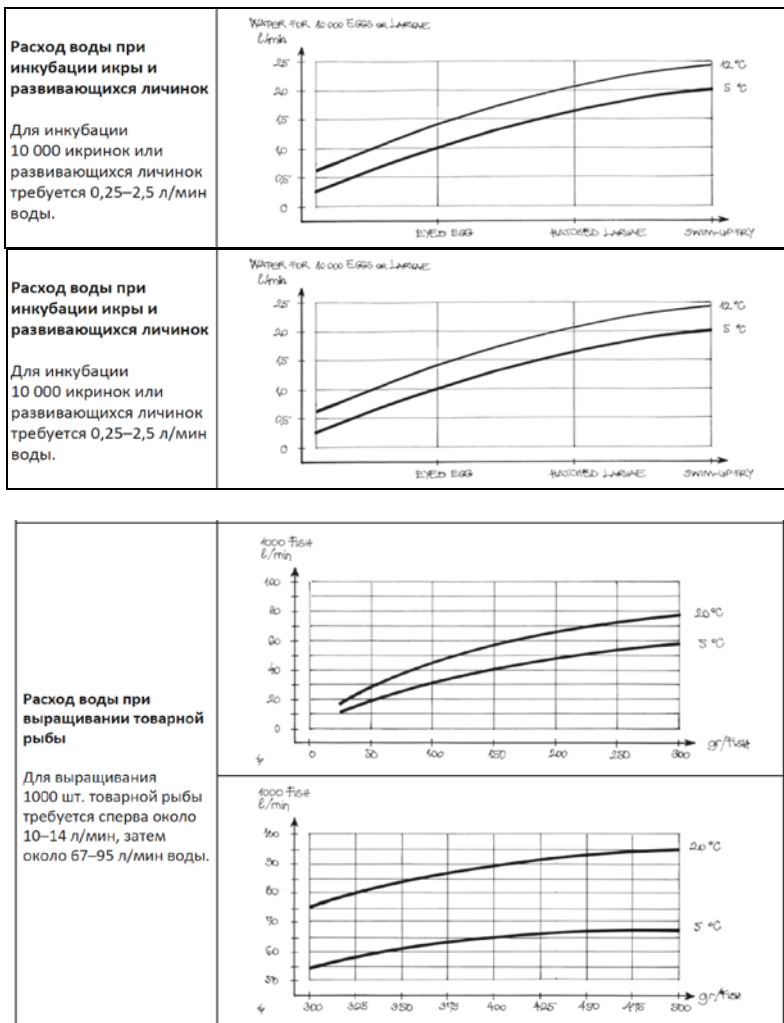 Расход воды при
инкубации икры и
развивающихся личинок
Для инкубации
10 000 икринок или
развивающихся личинок
требуется 0,25–2,5 л/мин
воды.
WATER FOR 10 000 EGGS OR LARVAE
l/min
2,5
2,0
1,5
1,0
0,5
0
12 °C
5 °C
EYED EGG HATCHED LARVAE SWIM-UP FRY
Расход воды при
инкубации икры и
развивающихся личинок
Для инкубации
10 000 икринок или
развивающихся личинок
требуется 0,25–2,5 л/мин
воды.
WATER FOR 10 000 EGGS OR LARVAE
l/min
2,5
2,0
1,5
1,0
0,5
0
12 °C
5 °C
EYED EGG HATCHED LARVAE SWIM-UP FRY
Расход воды при
выращивании товарной
рыбы
Для выращивания
1000 шт. товарной рыбы
требуется сперва около
10–14 л/мин, затем
около 67–95 л/мин воды.
1000 FISH
l/min
100
80
60
40
20
0
20 °C
5 °C
0 50 100 150 200 250 300 gr/FISH
1000 FISH
l/min
100
90
80
70
60
50
20 °C
5 °C
300 325 350 375 400 425 450 475 500 gr/FISH